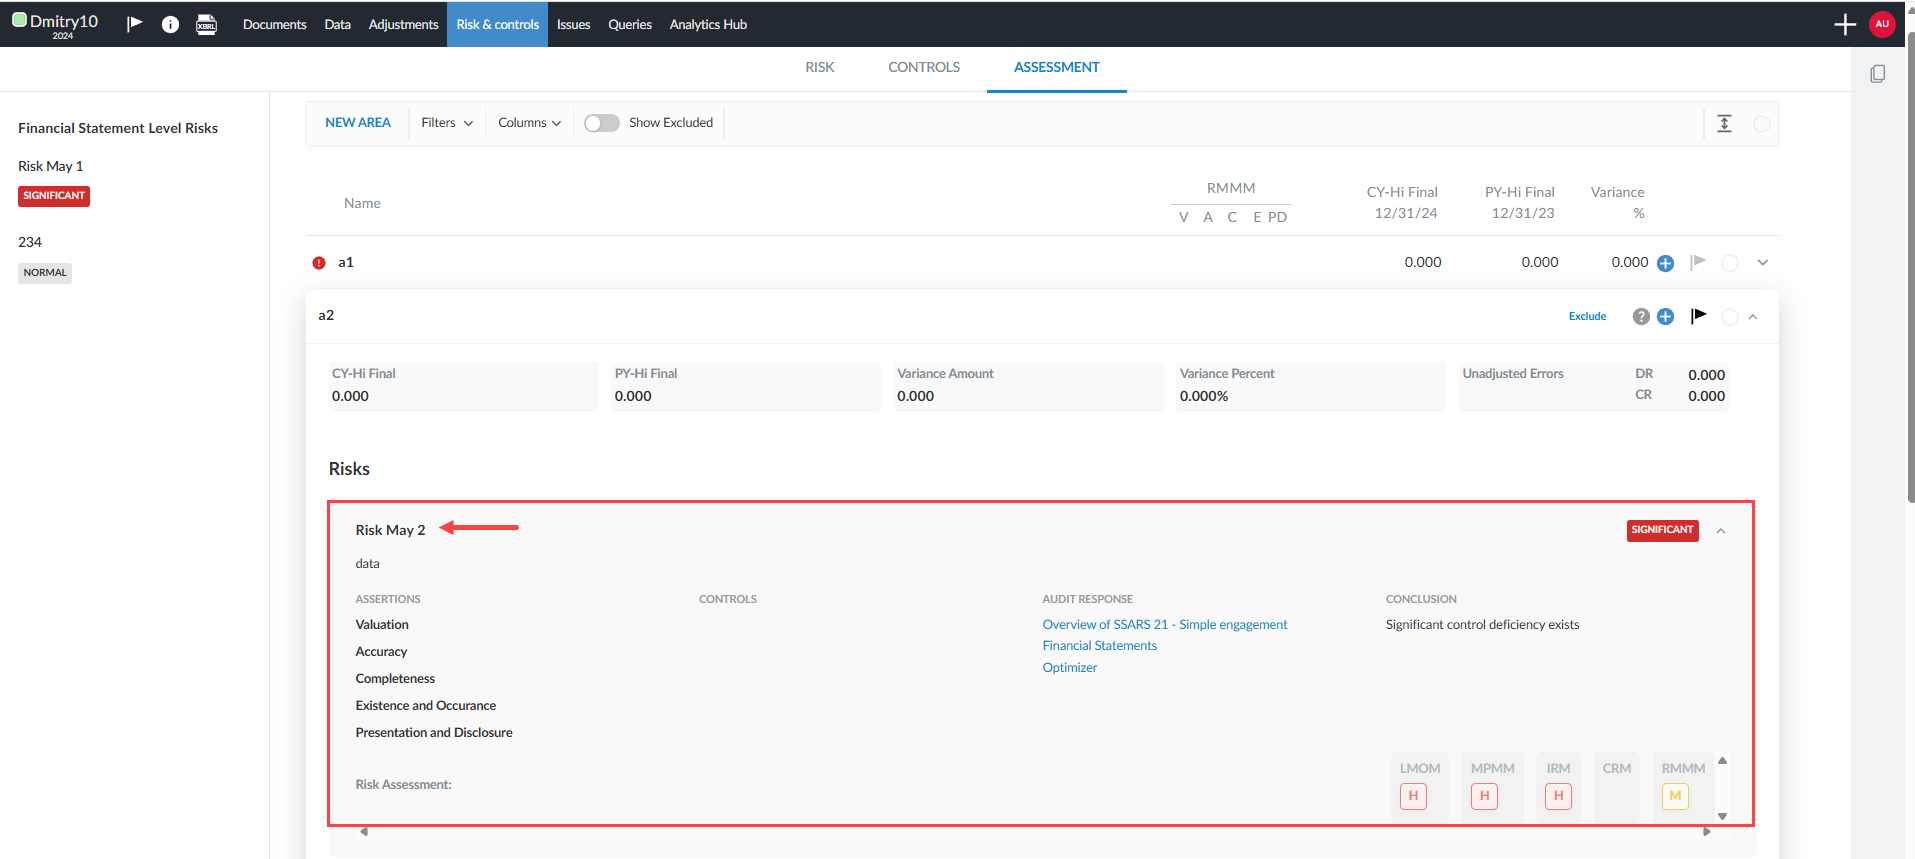 Dmitry10
2024
XBRL
Documents Data Adjustments Risk & controls Issues Queries Analytics Hub
AU
RISK CONTROLS ASSESSMENT
Financial Statement Level Risks
Risk May 1
SIGNIFICANT
234
NORMAL
NEW AREA Filters Columns Show Excluded
Name
RMMM
V A C E PD
CY-Hi Final
12/31/24
PY-Hi Final
12/31/23
Variance
%
a1 0.000 0.000 0.000
a2 Exclude
CY-Hi Final
0.000
PY-Hi Final
0.000
Variance Amount
0.000
Variance Percent
0.000%
Unadjusted Errors DR 0.000
CR 0.000
Risks
Risk May 2 SIGNIFICANT
data
ASSERTIONS
Valuation
Accuracy
Completeness
Existence and Occurance
Presentation and Disclosure
CONTROLS
AUDIT RESPONSE
Overview of SSARS 21 - Simple engagement
Financial Statements
Optimizer
CONCLUSION
Significant control deficiency exists
Risk Assessment:
LMOM MPMM IRM CRM RMMM
H H H M